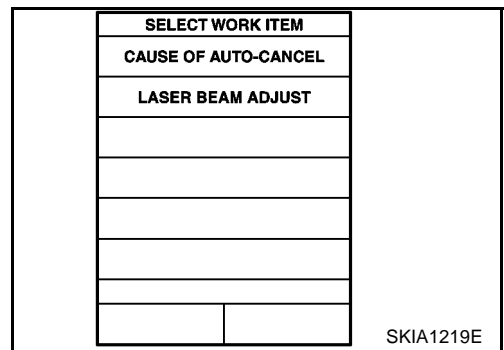 SELECT WORK ITEM
CAUSE OF AUTO-CANCEL
LASER BEAM ADJUST
SKIA1219E